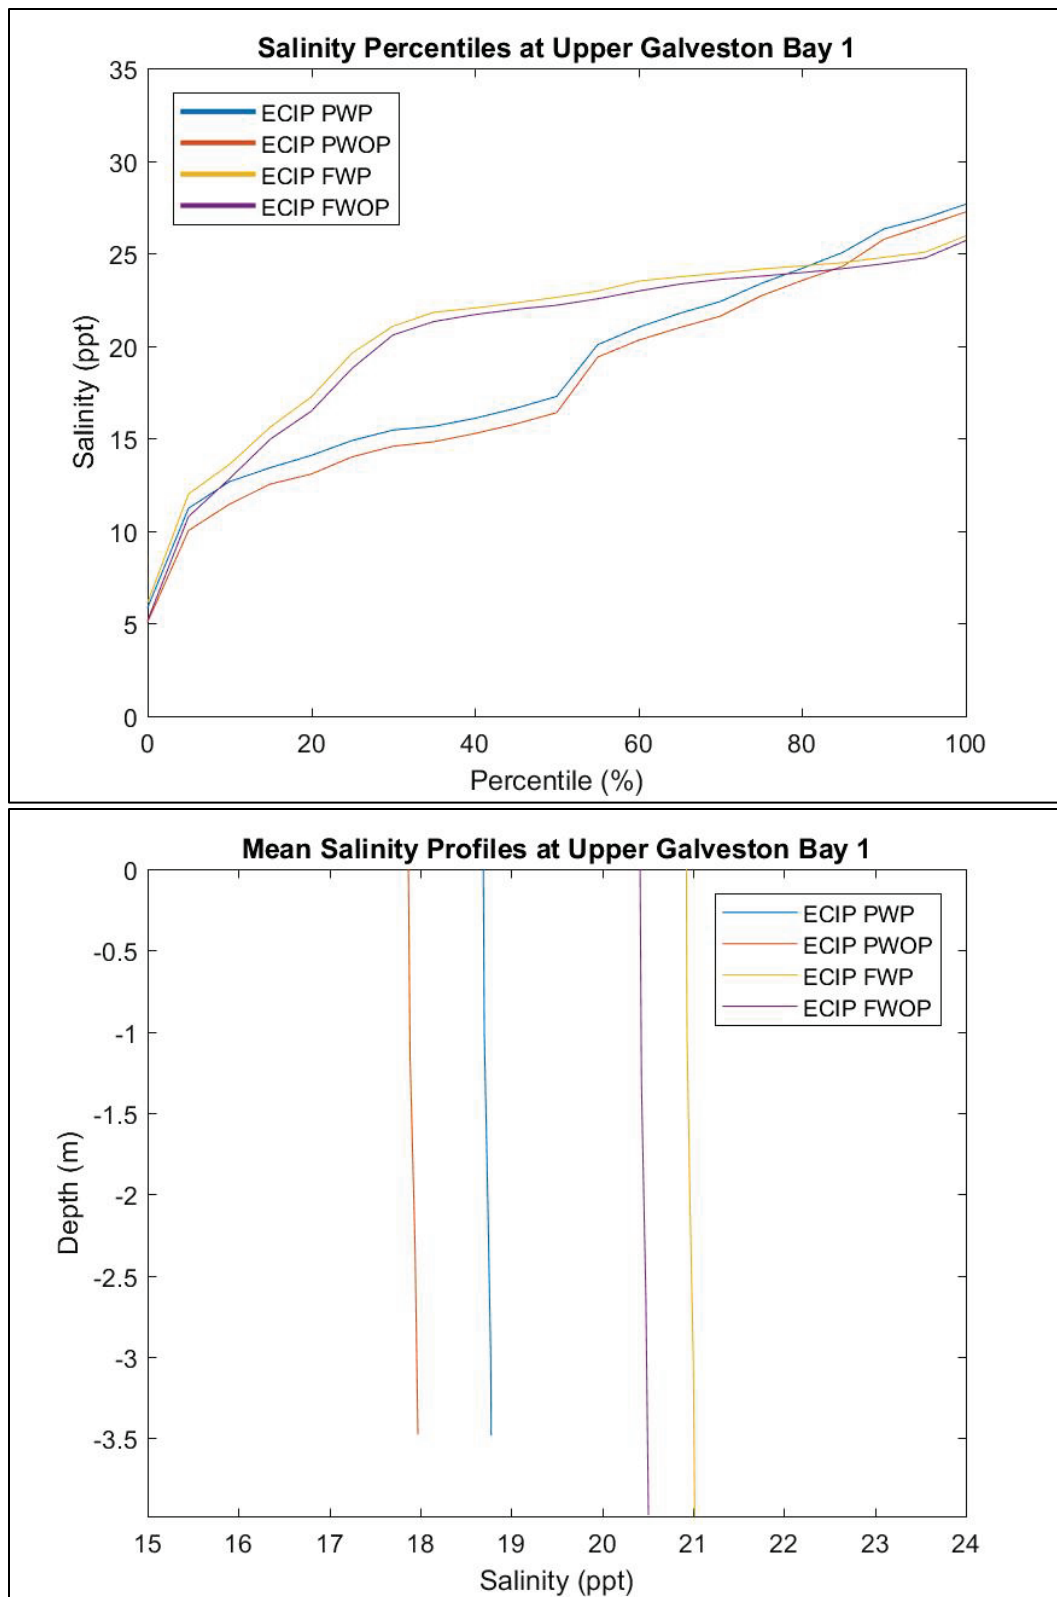 Salinity Percentiles at Upper Galveston Bay 1
35
30
25
20
15
10
5
0
Salinity (ppt)
ECIP PWP
ECIP PWOP
ECIP FWP
ECIP FWOP
0 20 40 60 80 100
Percentile (%)
Mean Salinity Profiles at Upper Galveston Bay 1
0
-0.5
-1
-1.5
-2
-2.5
-3
-3.5
Depth (m)
ECIP PWP
ECIP PWOP
ECIP FWP
ECIP FWOP
15 16 17 18 19 20 21 22 23 24
Salinity (ppt)